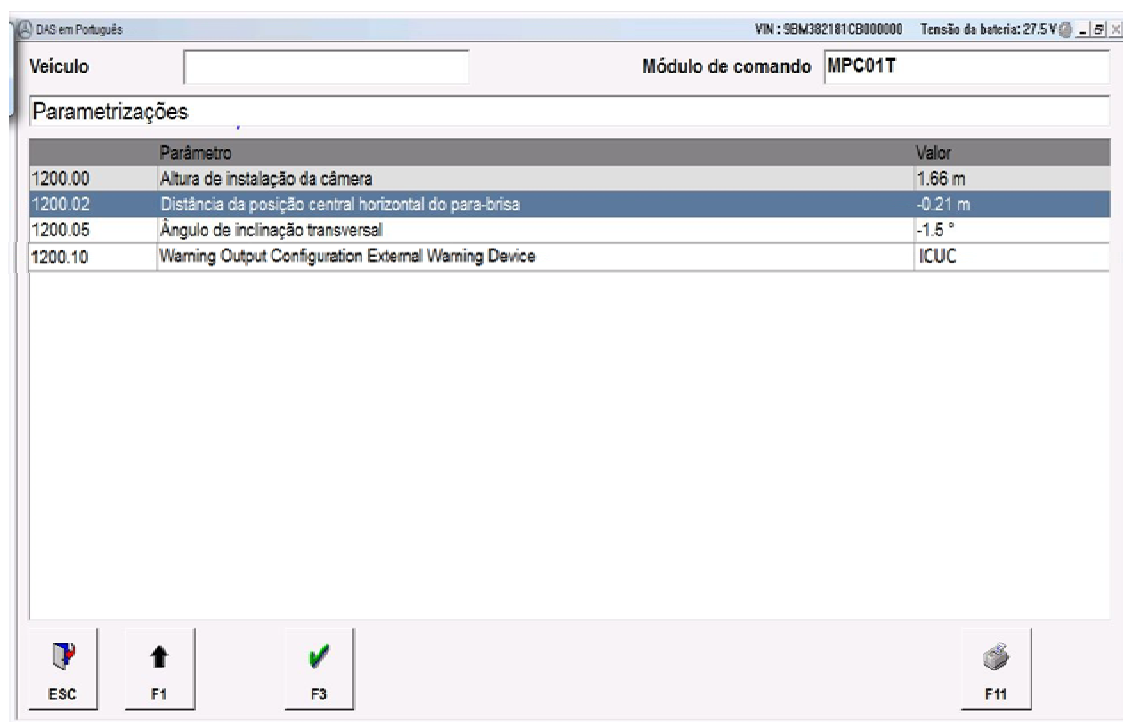 DAS em Português VIN : 9BM382181CB000000 Tensão da bateria: 27.5 V
Veículo Módulo de comando MPC01T
Parametrizações
Parâmetro Valor
1200.00 Altura de instalação da câmera 1.66 m
1200.02 Distância da posição central horizontal do para-brisa -0.21 m
1200.05 Ângulo de inclinação transversal -1.5 °
1200.10 Warning Output Configuration External Warning Device ICUC
ESC F1 F3 F11